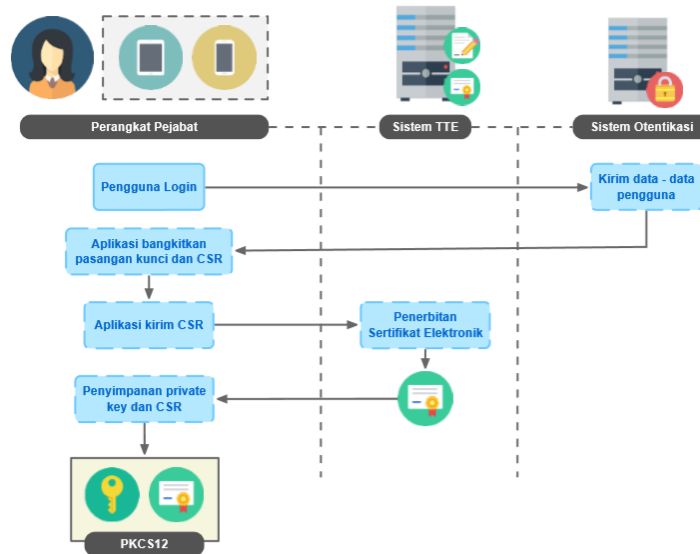 Perangkat Pejabat
Sistem TTE
Sistem Otentikasi
Pengguna Login
Kirim data - data
pengguna
Aplikasi bangkitkan
pasangan kunci dan CSR
Aplikasi kirim CSR
Penerbitan
Sertifikat Elektronik
Penyimpanan private
key dan CSR
PKCS12